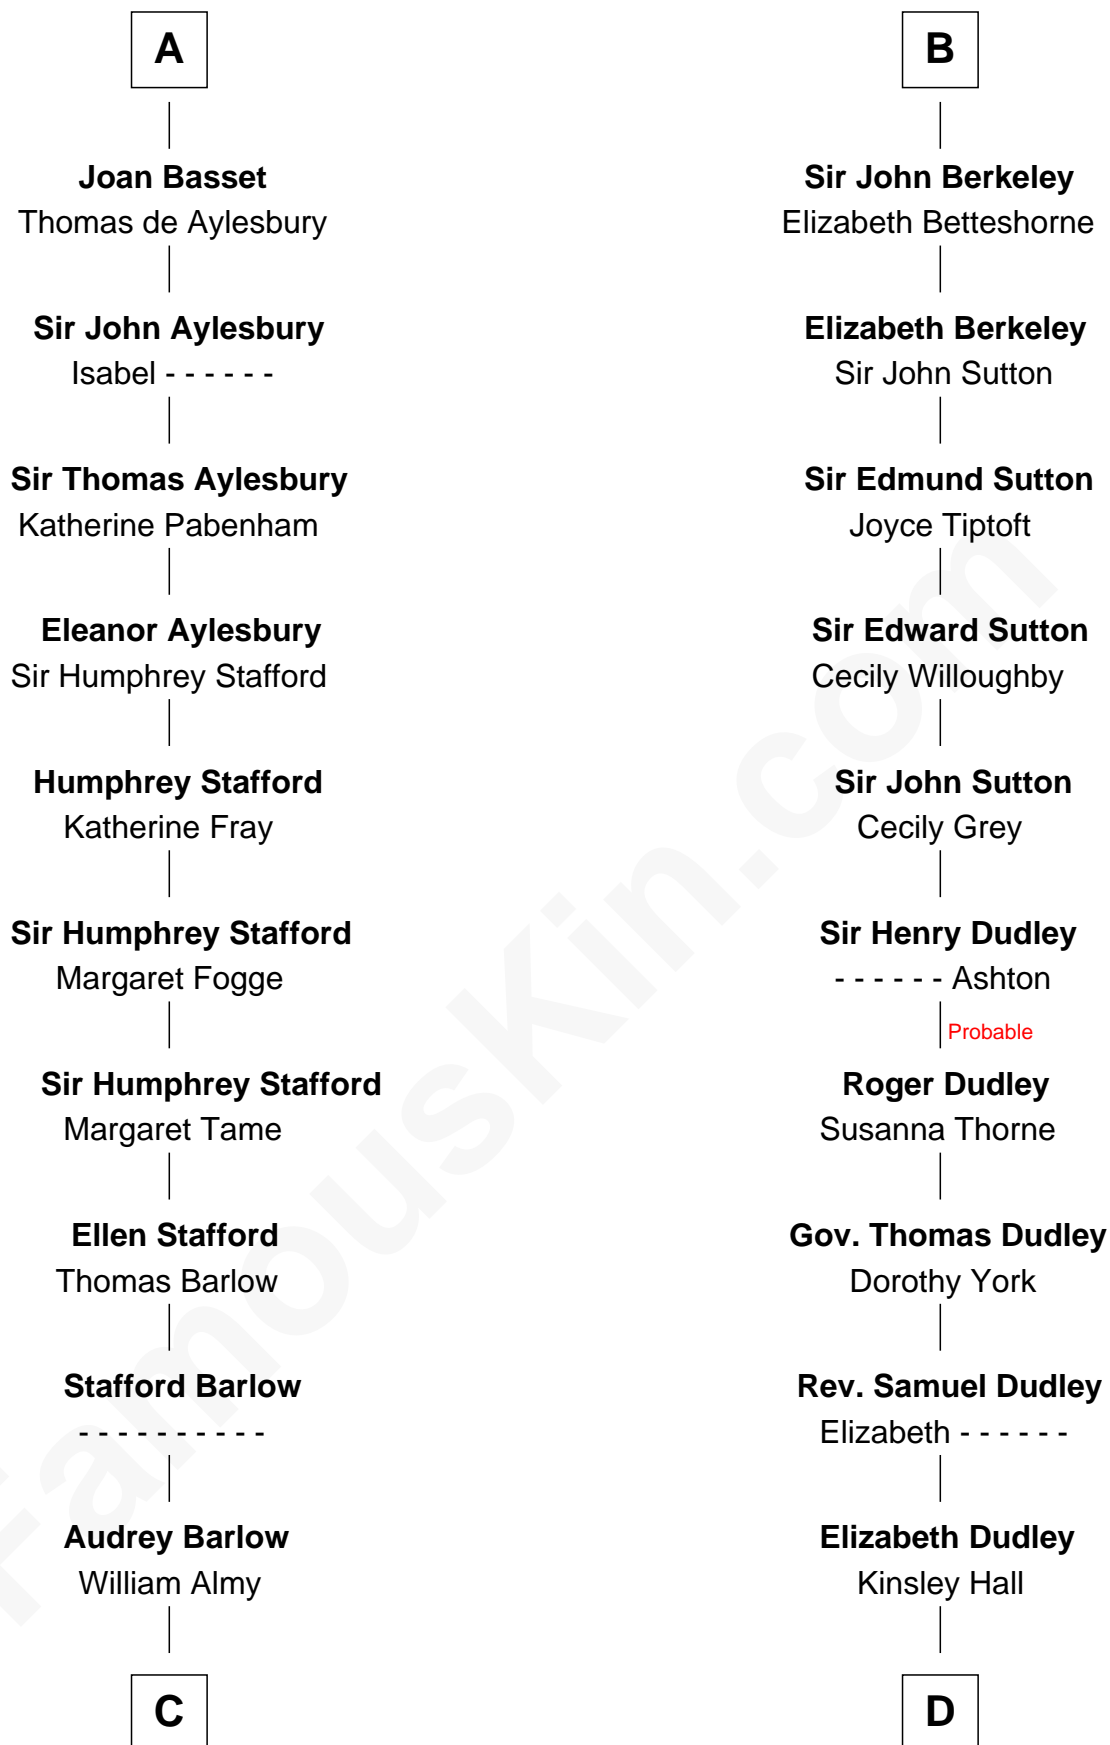 A
Joan Basset
Thomas de Aylesbury
Sir John Aylesbury
Isabel - - - - - -
Sir Thomas Aylesbury
Katherine Pabenham
Eleanor Aylesbury
Sir Humphrey Stafford
Humphrey Stafford
Katherine Fray
Sir Humphrey Stafford
Margaret Fogge
Sir Humphrey Stafford
Margaret Tame
Ellen Stafford
Thomas Barlow
Stafford Barlow
- - - - - - - - - -
Audrey Barlow
William Almy
C
B
Sir John Berkeley
Elizabeth Betteshorne
Elizabeth Berkeley
Sir John Sutton
Sir Edmund Sutton
Joyce Tiptoft
Sir Edward Sutton
Cecily Willoughby
Sir John Sutton
Cecily Grey
Sir Henry Dudley
- - - - - - Ashton
Probable
Roger Dudley
Susanna Thorne
Gov. Thomas Dudley
Dorothy York
Rev. Samuel Dudley
Elizabeth - - - - - -
Elizabeth Dudley
Kinsley Hall
D
FamousKin.com